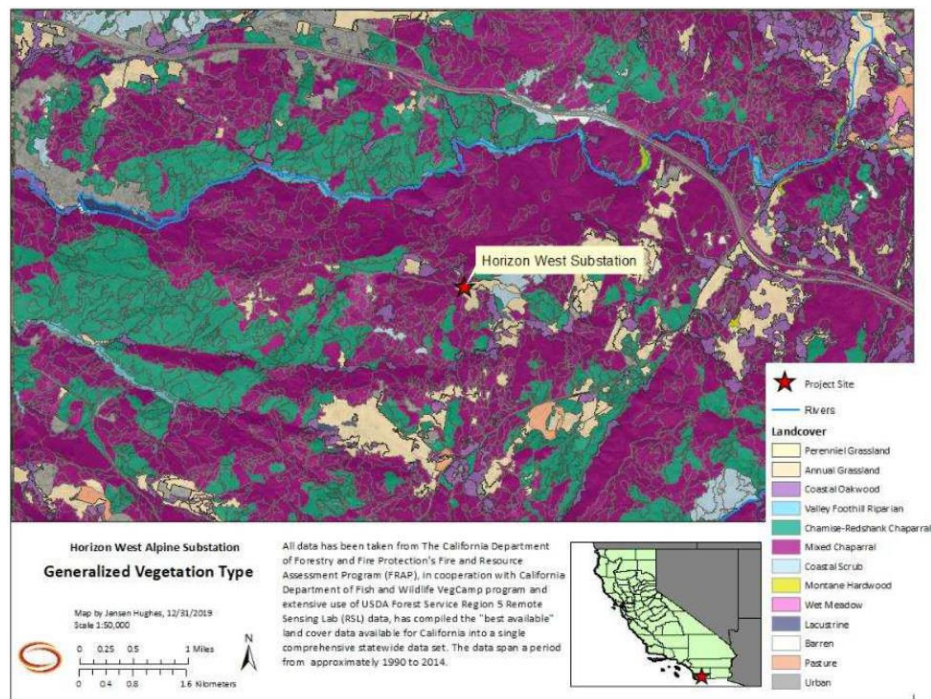 Horizon West Substation
Project Site
Rivers
Landcover
Perenniel Grassland
Annual Grassland
Coastal Oakwood
Valley Foothill Riparian
Chamise-Redshank Chaparral
Mixed Chaparral
Coastal Scrub
Montane Hardwood
Wet Meadow
Lacustrine
Barren
Pasture
Urban
Horizon West Alpine Substation
Generalized Vegetation Type
Map by Jensen Hughes, 12/31/2019
Scale 1:50,000
0 0.25 0.5 1 Miles
0 0.4 0.8 1.6 Kilometers
N
All data has been taken from The California Department
of Forestry and Fire Protection's Fire and Resource
Assessment Program (FRAP), in cooperation with California
Department of Fish and Wildlife VegCamp program and
extensive use of USDA Forest Service Region 5 Remote
Sensing Lab (RSL) data, has compiled the "best available"
land cover data available for California into a single
comprehensive statewide data set. The data span a period
from approximately 1990 to 2014.